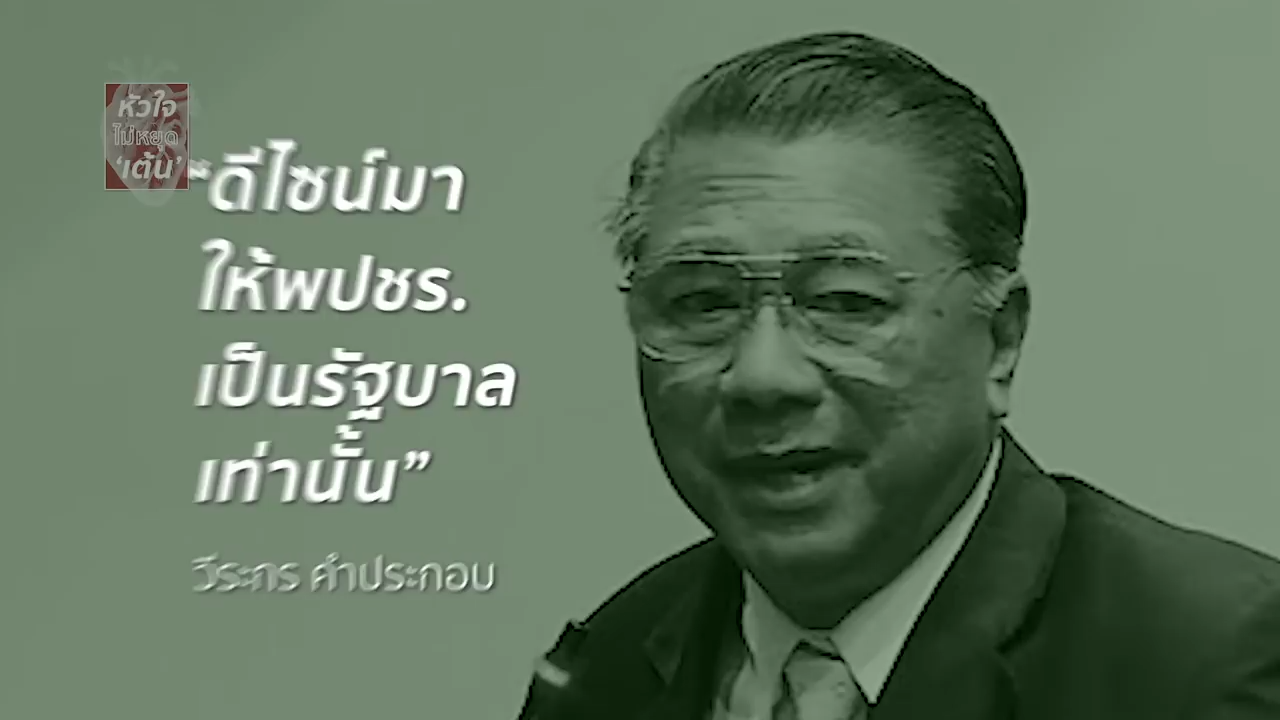 หัวใจ
ไม่หยุด
‘เต้น’
“ดีไซน์มา
ให้พปชร.
เป็นรัฐบาล
เท่านั้น”
วีระกร คำประกอบ